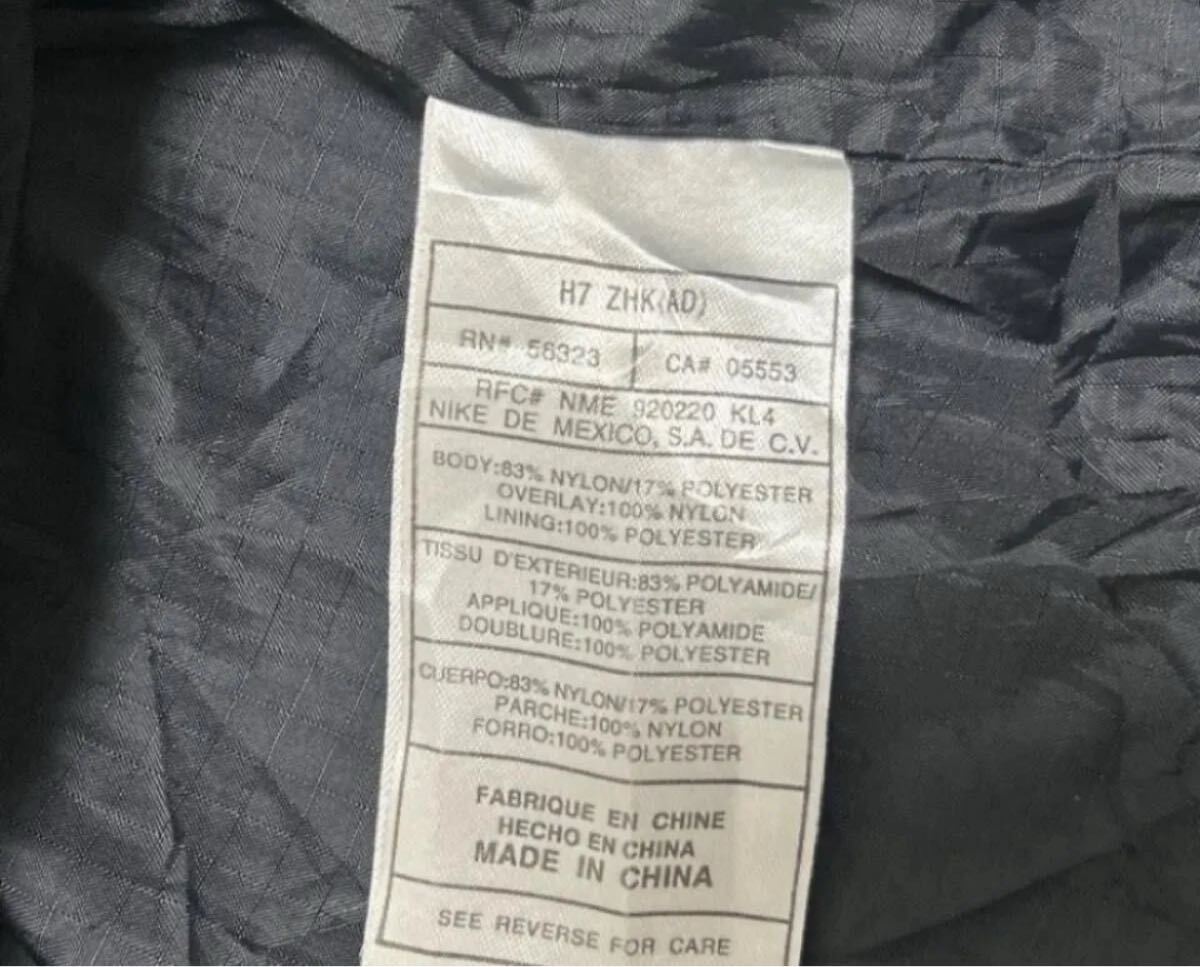 H7 ZHK(AD)
RN# 56323 CA# 05553
RFC# NME 920220 KL4
NIKE DE MEXICO, S.A. DE C.V.
BODY:83% NYLON/17% POLYESTER
OVERLAY:100% NYLON
LINING:100% POLYESTER
TISSU D'EXTERIEUR:83% POLYAMIDE/
17% POLYESTER
APPLIQUE:100% POLYAMIDE
DOUBLURE:100% POLYESTER
CUERPO:83% NYLON/17% POLYESTER
PARCHE:100% NYLON
FORRO:100% POLYESTER
FABRIQUE EN CHINE
HECHO EN CHINA
MADE IN CHINA
SEE REVERSE FOR CARE